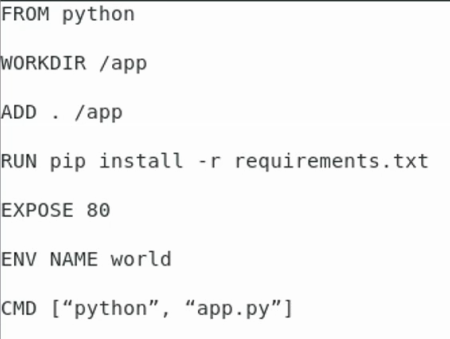 FROM python
WORKDIR /app
ADD . /app
RUN pip install -r requirements.txt
EXPOSE 80
ENV NAME world
CMD [“python”, “app.py”]